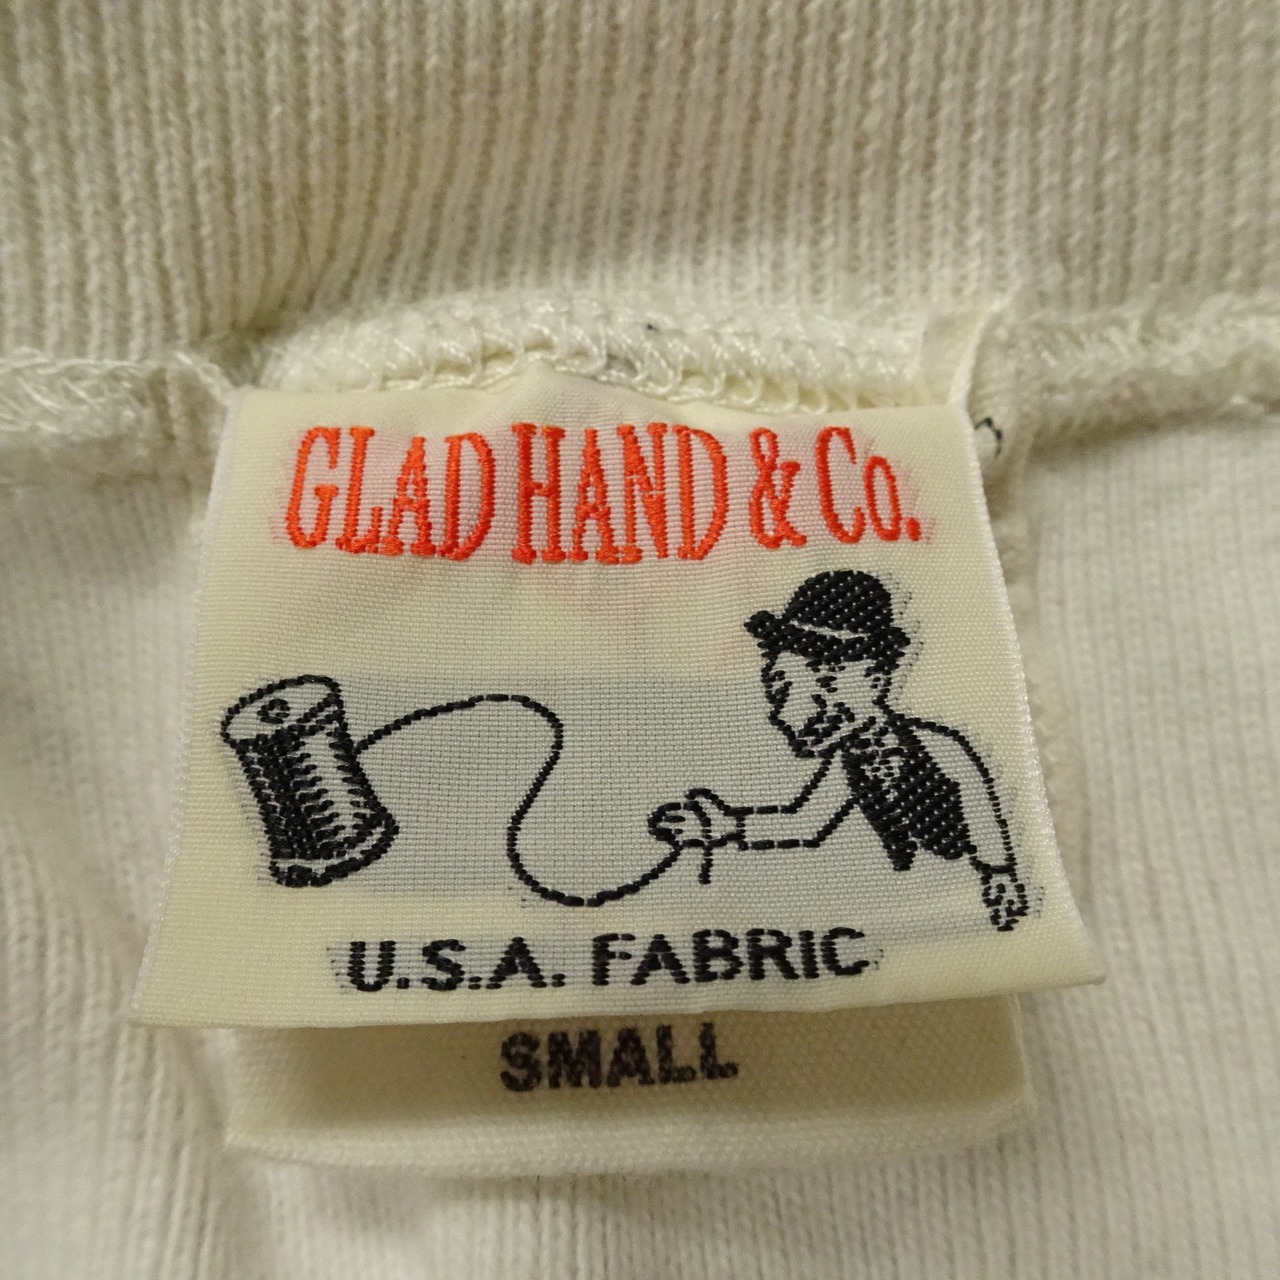 GLAD HAND & Co.
U.S.A. FABRIC
SMALL